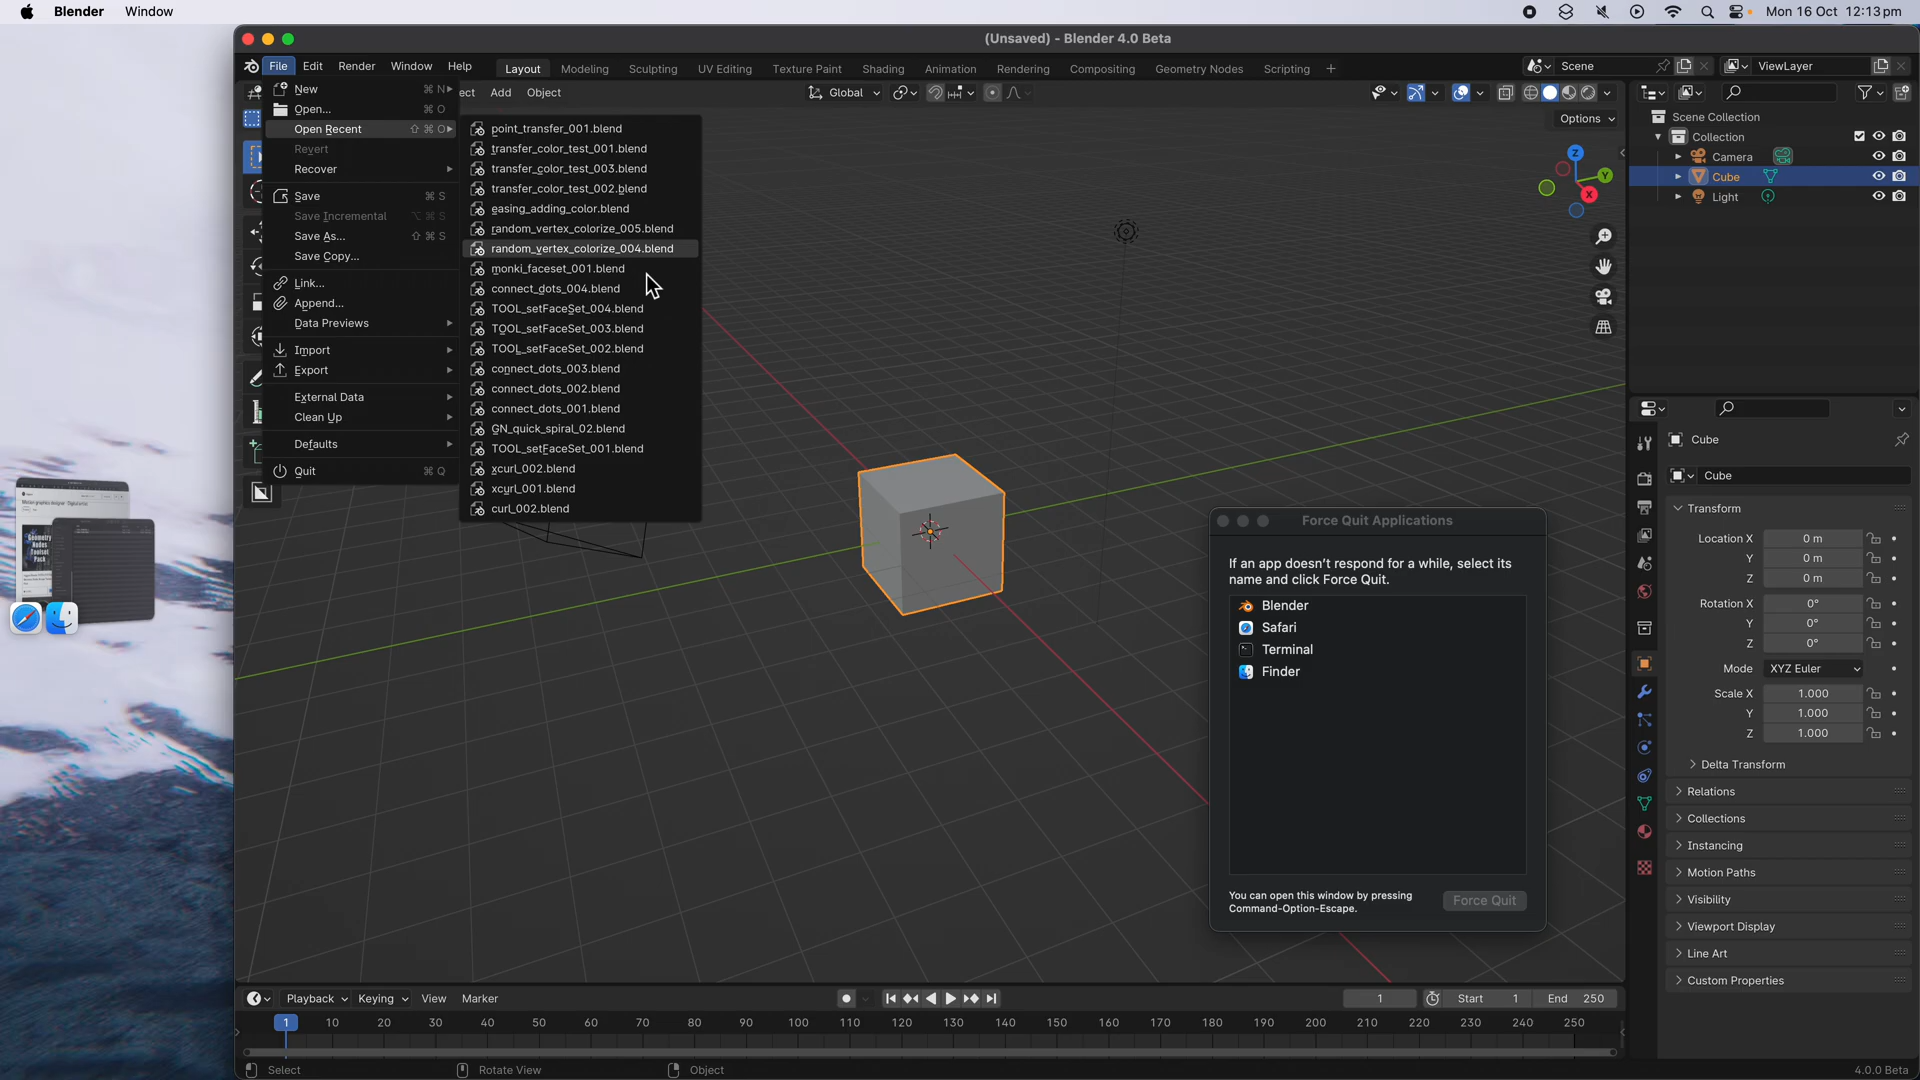 Blender Window
Mon 16 Oct 12:13 pm
(Unsaved) - Blender 4.0 Beta
File Edit Render Window Help
Layout Modeling Sculpting UV Editing Texture Paint Shading Animation Rendering Compositing Geometry Nodes Scripting +
Scene
ViewLayer
ect Add Object
Global
Options
New ⌘ N
Open... ⌘ O
Open Recent ⇧ ⌘ O
Revert
Recover
Save ⌘ S
Save Incremental ⌥ ⌘ S
Save As... ⇧ ⌘ S
Save Copy...
Link...
Append...
Data Previews
Import
Export
External Data
Clean Up
Defaults
Quit ⌘ Q
point_transfer_001.blend
transfer_color_test_001.blend
transfer_color_test_003.blend
transfer_color_test_002.blend
easing_adding_color.blend
random_vertex_colorize_005.blend
random_vertex_colorize_004.blend
monki_faceset_001.blend
connect_dots_004.blend
TOOL_setFaceSet_004.blend
TOOL_setFaceSet_003.blend
TOOL_setFaceSet_002.blend
connect_dots_003.blend
connect_dots_002.blend
connect_dots_001.blend
GN_quick_spiral_02.blend
TOOL_setFaceSet_001.blend
xcurl_002.blend
xcurl_001.blend
curl_002.blend
Z
Y
X
Geometry
Nodes
Toolset
Pack
Force Quit Applications
If an app doesn't respond for a while, select its
name and click Force Quit.
Blender
Safari
Terminal
Finder
You can open this window by pressing
Command-Option-Escape.
Force Quit
Scene Collection
Collection
Camera
Cube
Light
Cube
Cube
Transform
Location X 0 m
Y 0 m
Z 0 m
Rotation X 0°
Y 0°
Z 0°
Mode XYZ Euler
Scale X 1.000
Y 1.000
Z 1.000
Delta Transform
Relations
Collections
Instancing
Motion Paths
Visibility
Viewport Display
Line Art
Custom Properties
Playback Keying View Marker
1
Start 1 End 250
1 10 20 30 40 50 60 70 80 90 100 110 120 130 140 150 160 170 180 190 200 210 220 230 240 250
Select Rotate View Object
4.0.0 Beta